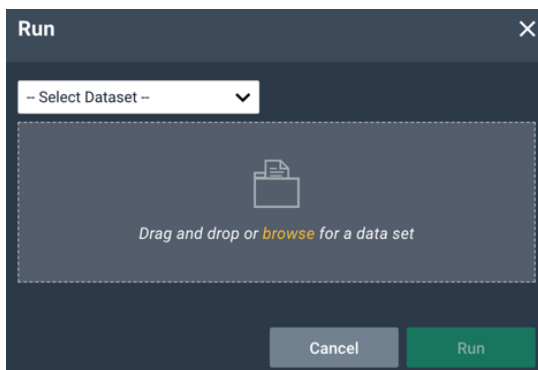 Run
-- Select Dataset --
Drag and drop or browse for a data set
Cancel
Run